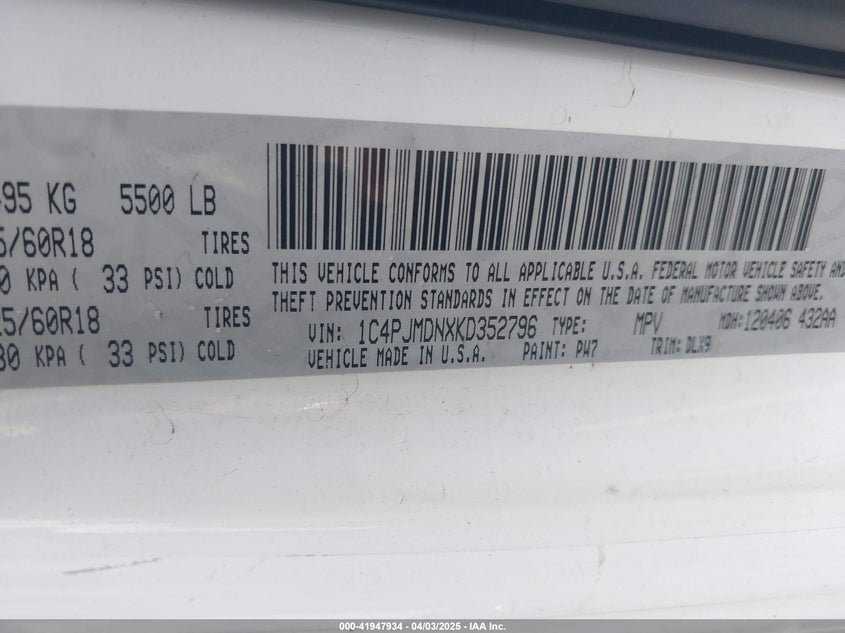 495 KG 5500 LB
5/60R18 TIRES
0 KPA ( 33 PSI) COLD
25/60R18 TIRES
30 KPA ( 33 PSI) COLD
THIS VEHICLE CONFORMS TO ALL APPLICABLE U.S.A. FEDERAL MOTOR VEHICLE SAFETY AND
THEFT PREVENTION STANDARDS IN EFFECT ON THE DATE OF MANUFACTURE SHOWN ABOVE.
VIN: 1C4PJMDNXKD352796 TYPE: MPV MDH:120406 432AA
VEHICLE MADE IN U.S.A. PAINT: PW7 TRIM: DLX9
000-41947934 - 04/03/2025 - IAA Inc.